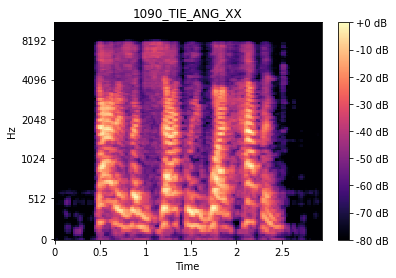 1090_TIE_ANG_XX
8192
4096
2048
1024
512
0
Hz
0 0.5 1 1.5 2 2.5
Time
+0 dB
-10 dB
-20 dB
-30 dB
-40 dB
-50 dB
-60 dB
-70 dB
-80 dB